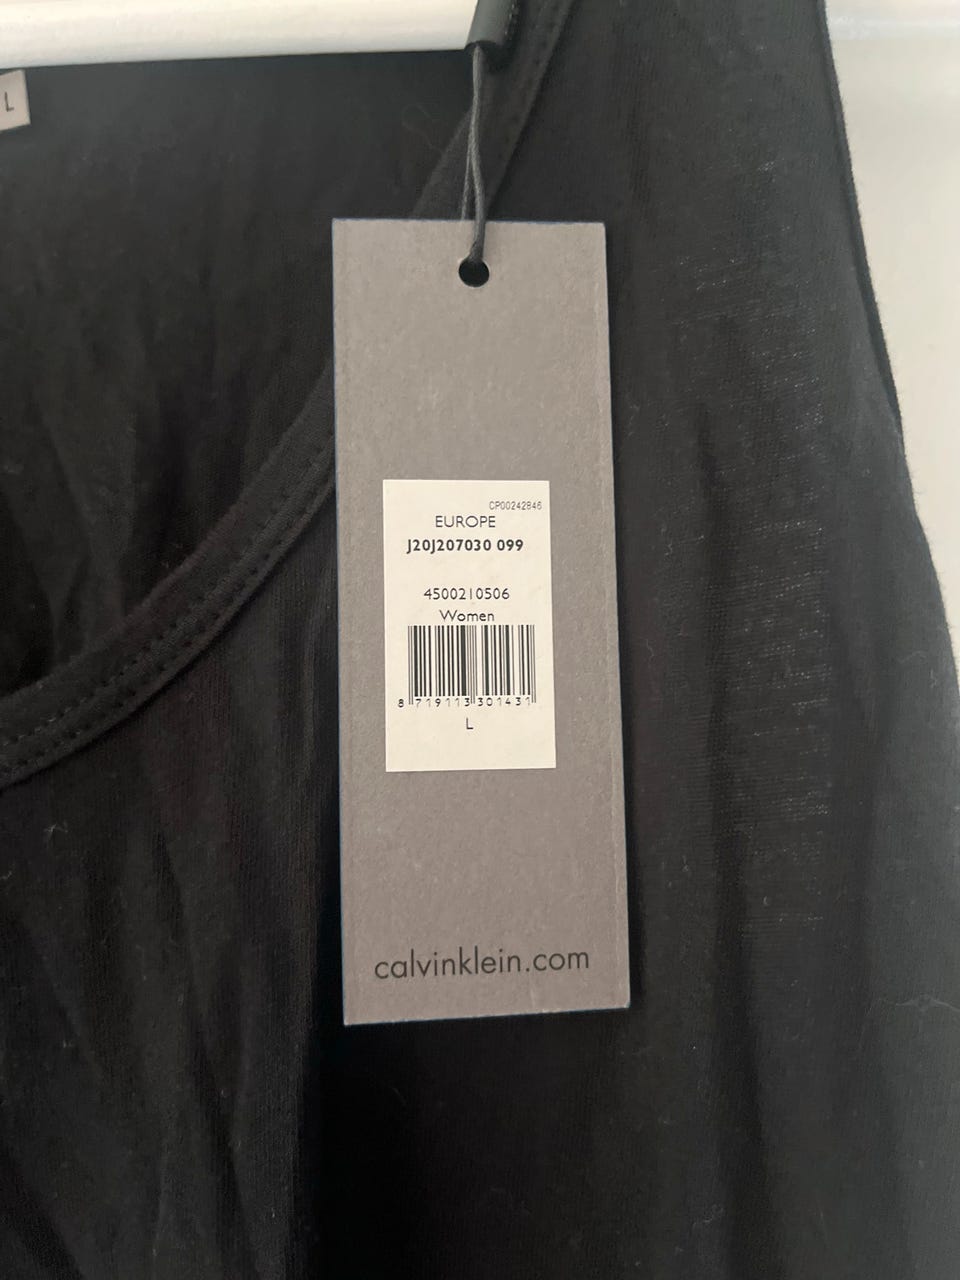 L
CP00242846
EUROPE
J20J207030 099
4500210506
Women
8 719113 301431
L
calvinklein.com